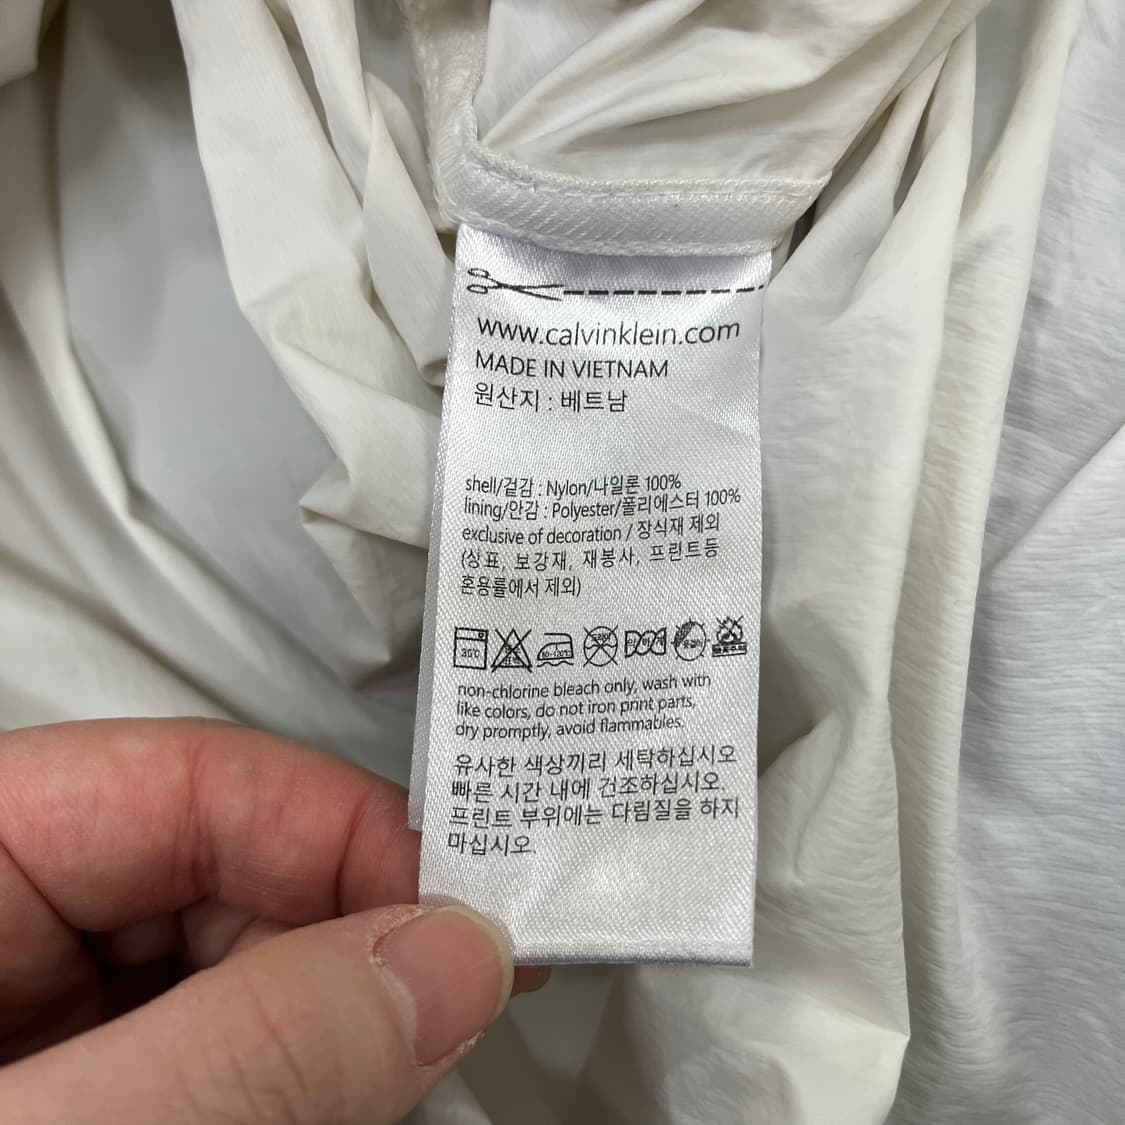 www.calvinklein.com
MADE IN VIETNAM
원산지 : 베트남
shell/겉감 : Nylon/나일론 100%
lining/안감 : Polyester/폴리에스터 100%
exclusive of decoration / 장식재 제외
(상표, 보강재, 재봉사, 프린트등
혼용률에서 제외)
30℃
non-chlorine bleach only, wash with
like colors, do not iron print parts,
dry promptly, avoid flammables.
유사한 색상끼리 세탁하십시오
빠른 시간 내에 건조하십시오.
프린트 부위에는 다림질을 하지
마십시오.